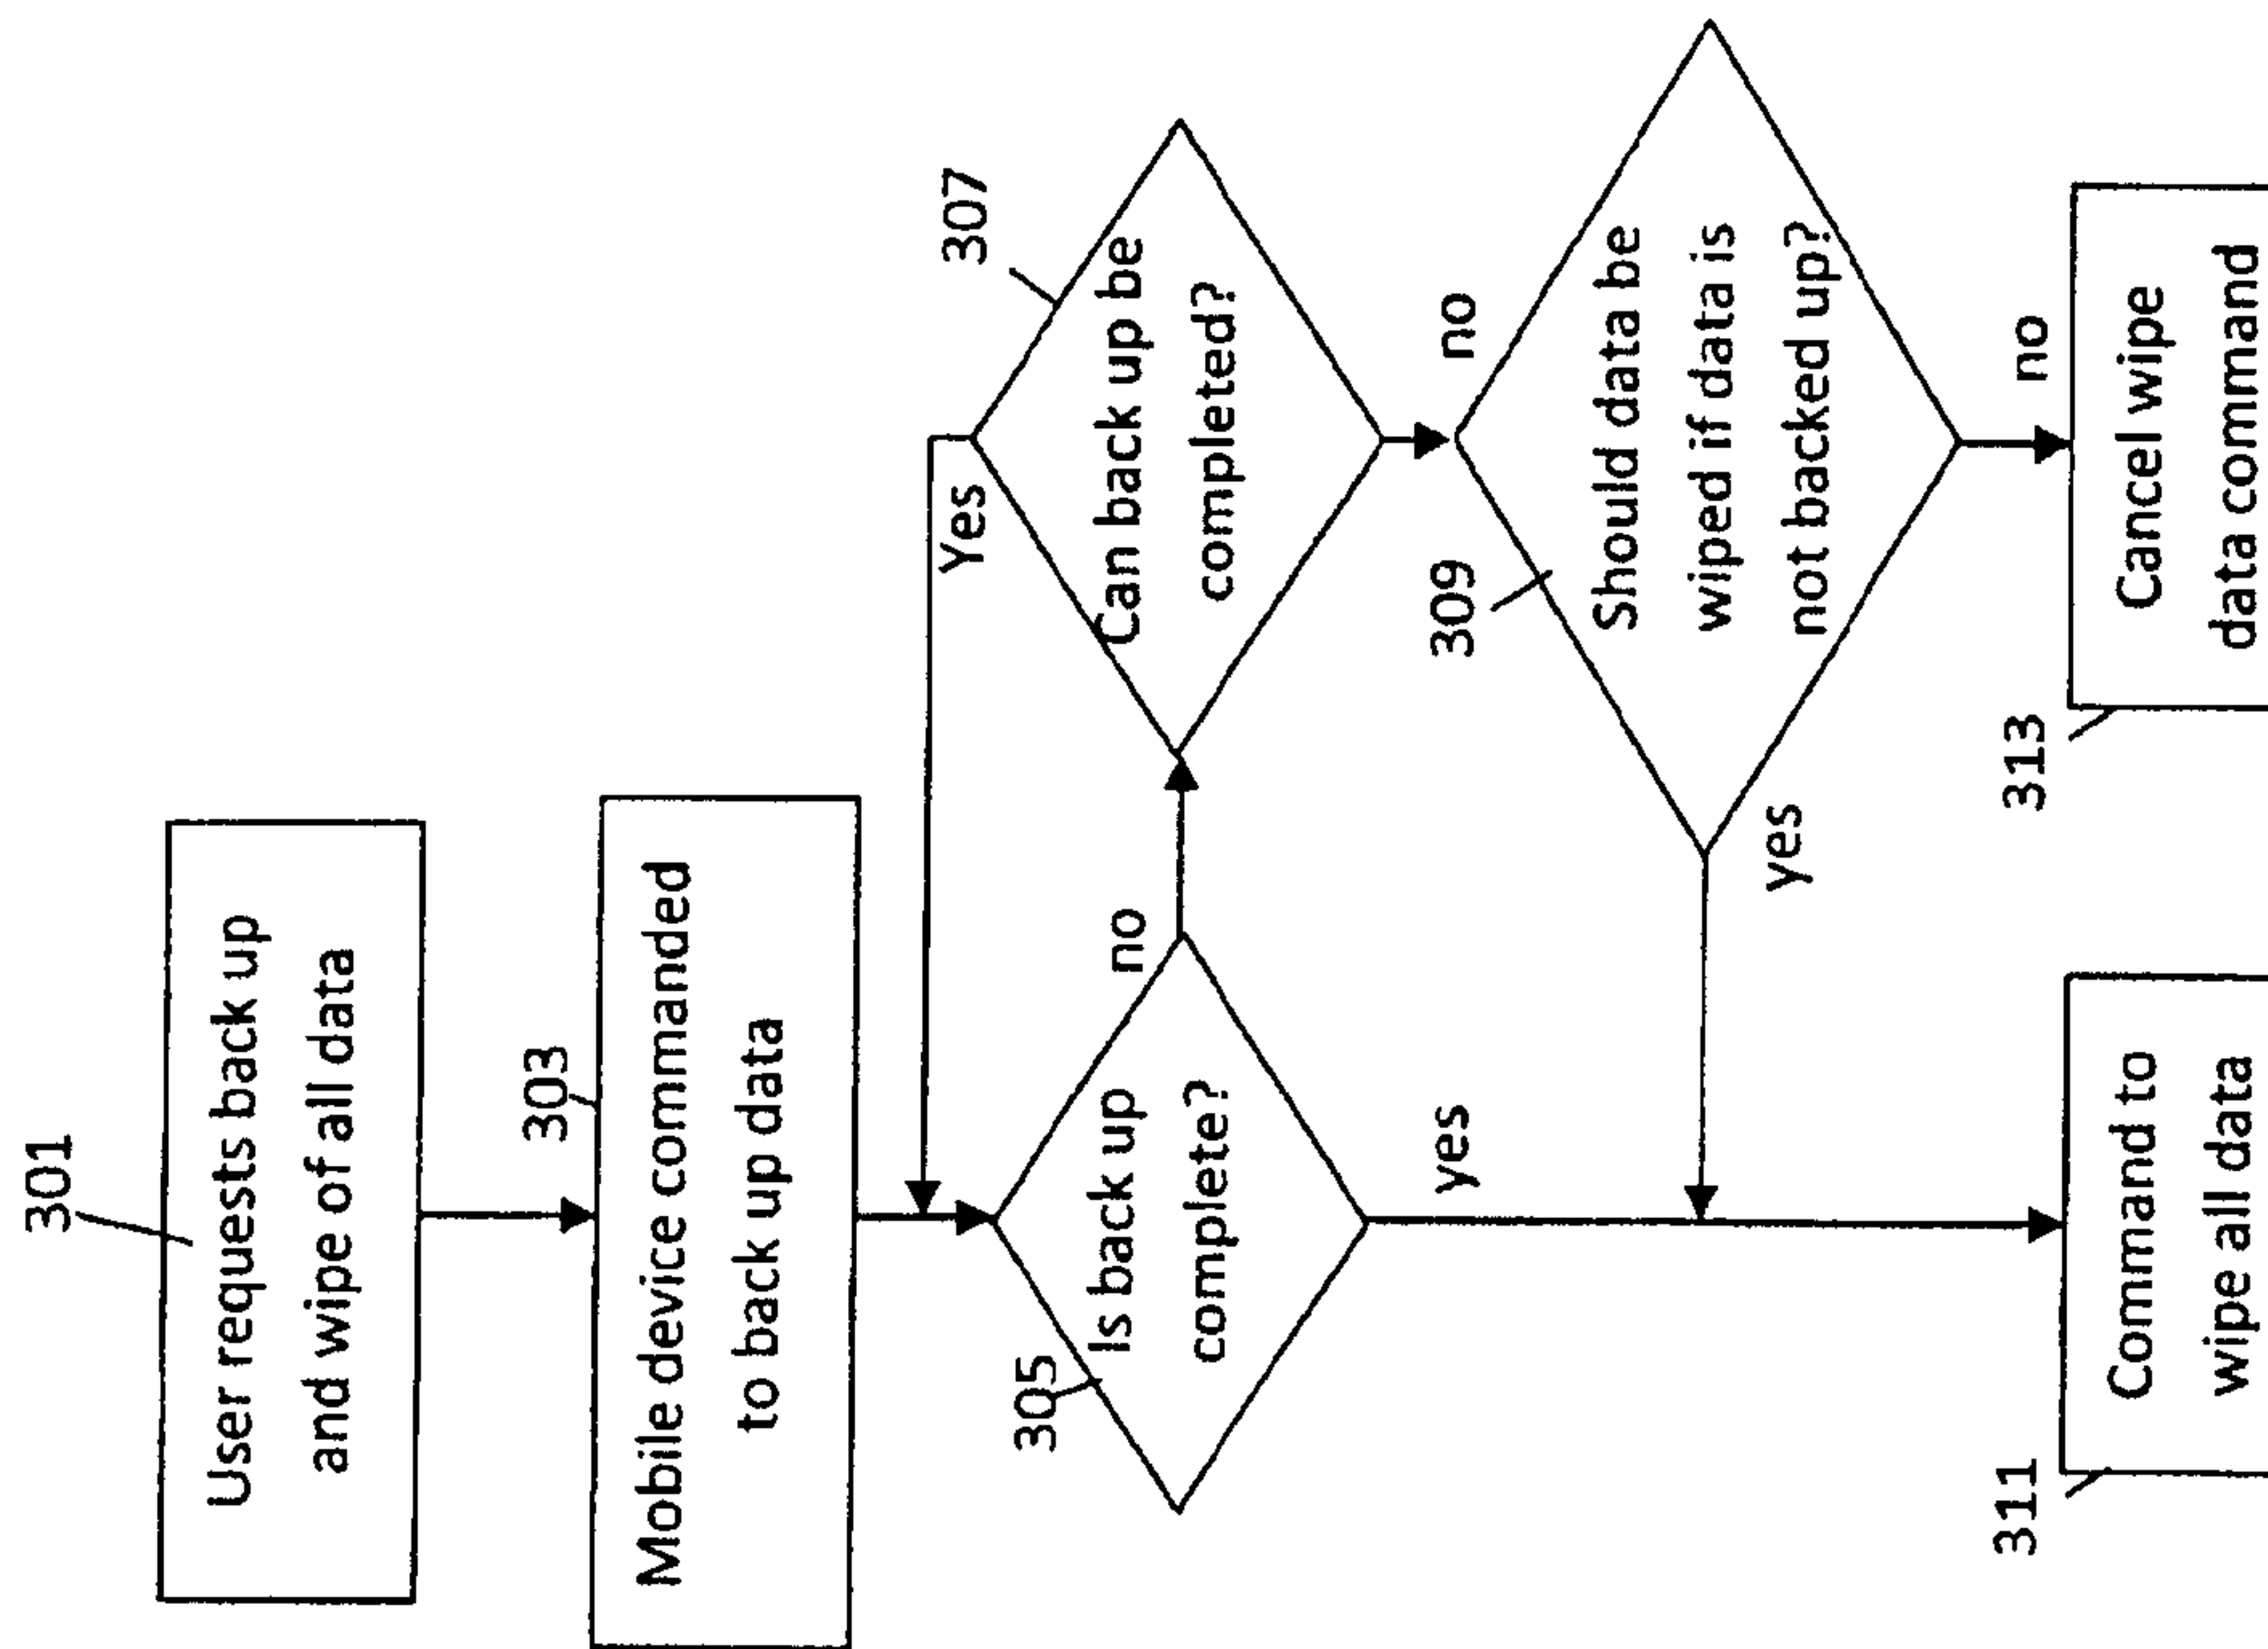 301
User requests back up
and wipe of all data
303
Mobile device commanded
to back up data
305
Is back up
complete?
no
yes
307
Can back up be
completed?
Yes
no
309
Should data be
wiped if data is
not backed up?
yes
no
311
Command to
wipe all data
313
Cancel wipe
data command